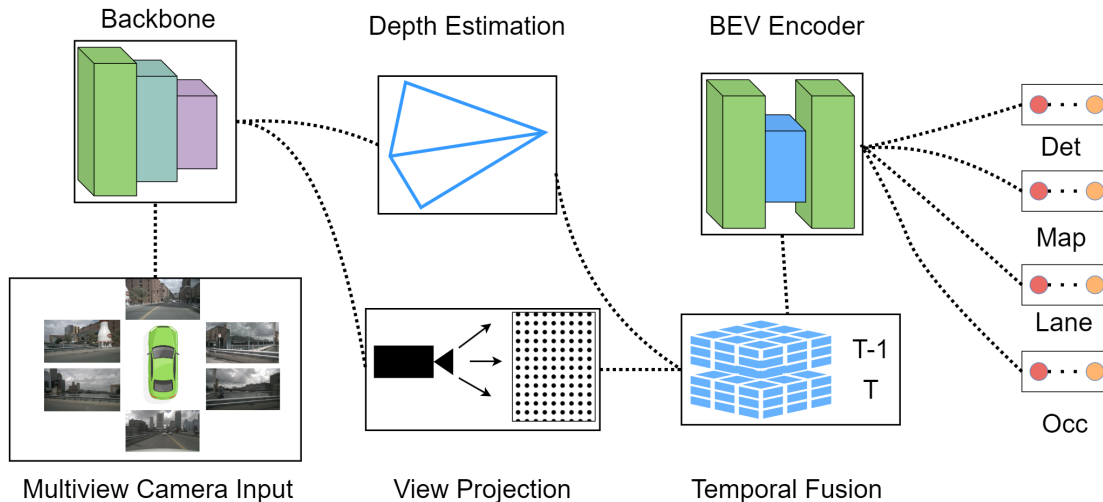 Backbone
Depth Estimation
BEV Encoder
Det
Map
Lane
Occ
T-1
T
Multiview Camera Input
View Projection
Temporal Fusion